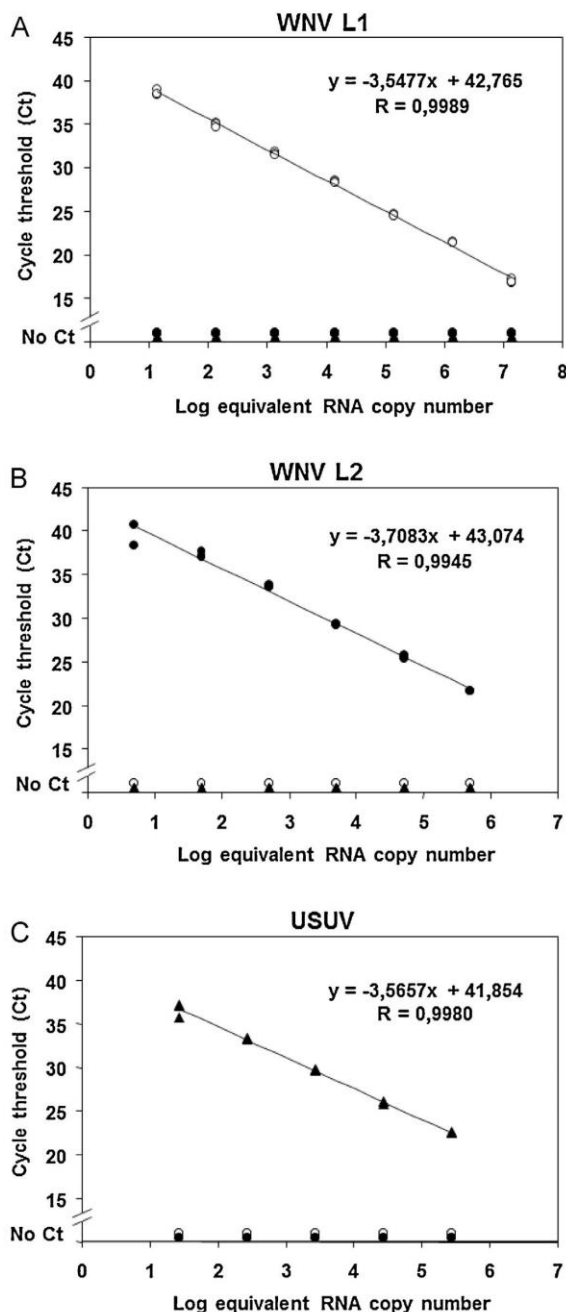 A
WNV L1
45
40
35
30
25
20
15
No Ct
y = -3,5477x + 42,765
R = 0,9989
Cycle threshold (Ct)
0 1 2 3 4 5 6 7 8
Log equivalent RNA copy number
B
WNV L2
45
40
35
30
25
20
15
No Ct
y = -3,7083x + 43,074
R = 0,9945
Cycle threshold (Ct)
0 1 2 3 4 5 6 7
Log equivalent RNA copy number
C
USUV
45
40
35
30
25
20
15
No Ct
y = -3,5657x + 41,854
R = 0,9980
Cycle threshold (Ct)
0 1 2 3 4 5 6 7
Log equivalent RNA copy number